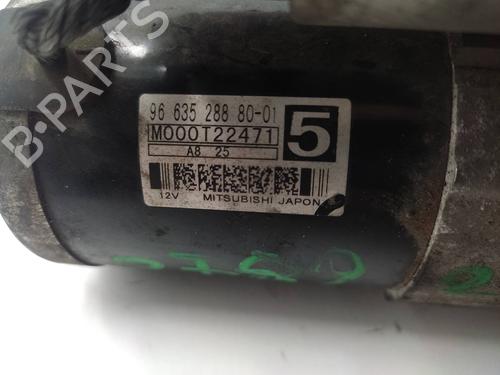 B-PARTS
96 635 288 80-01
M000T22471
5
A8 25
12V MITSUBISHI JAPON